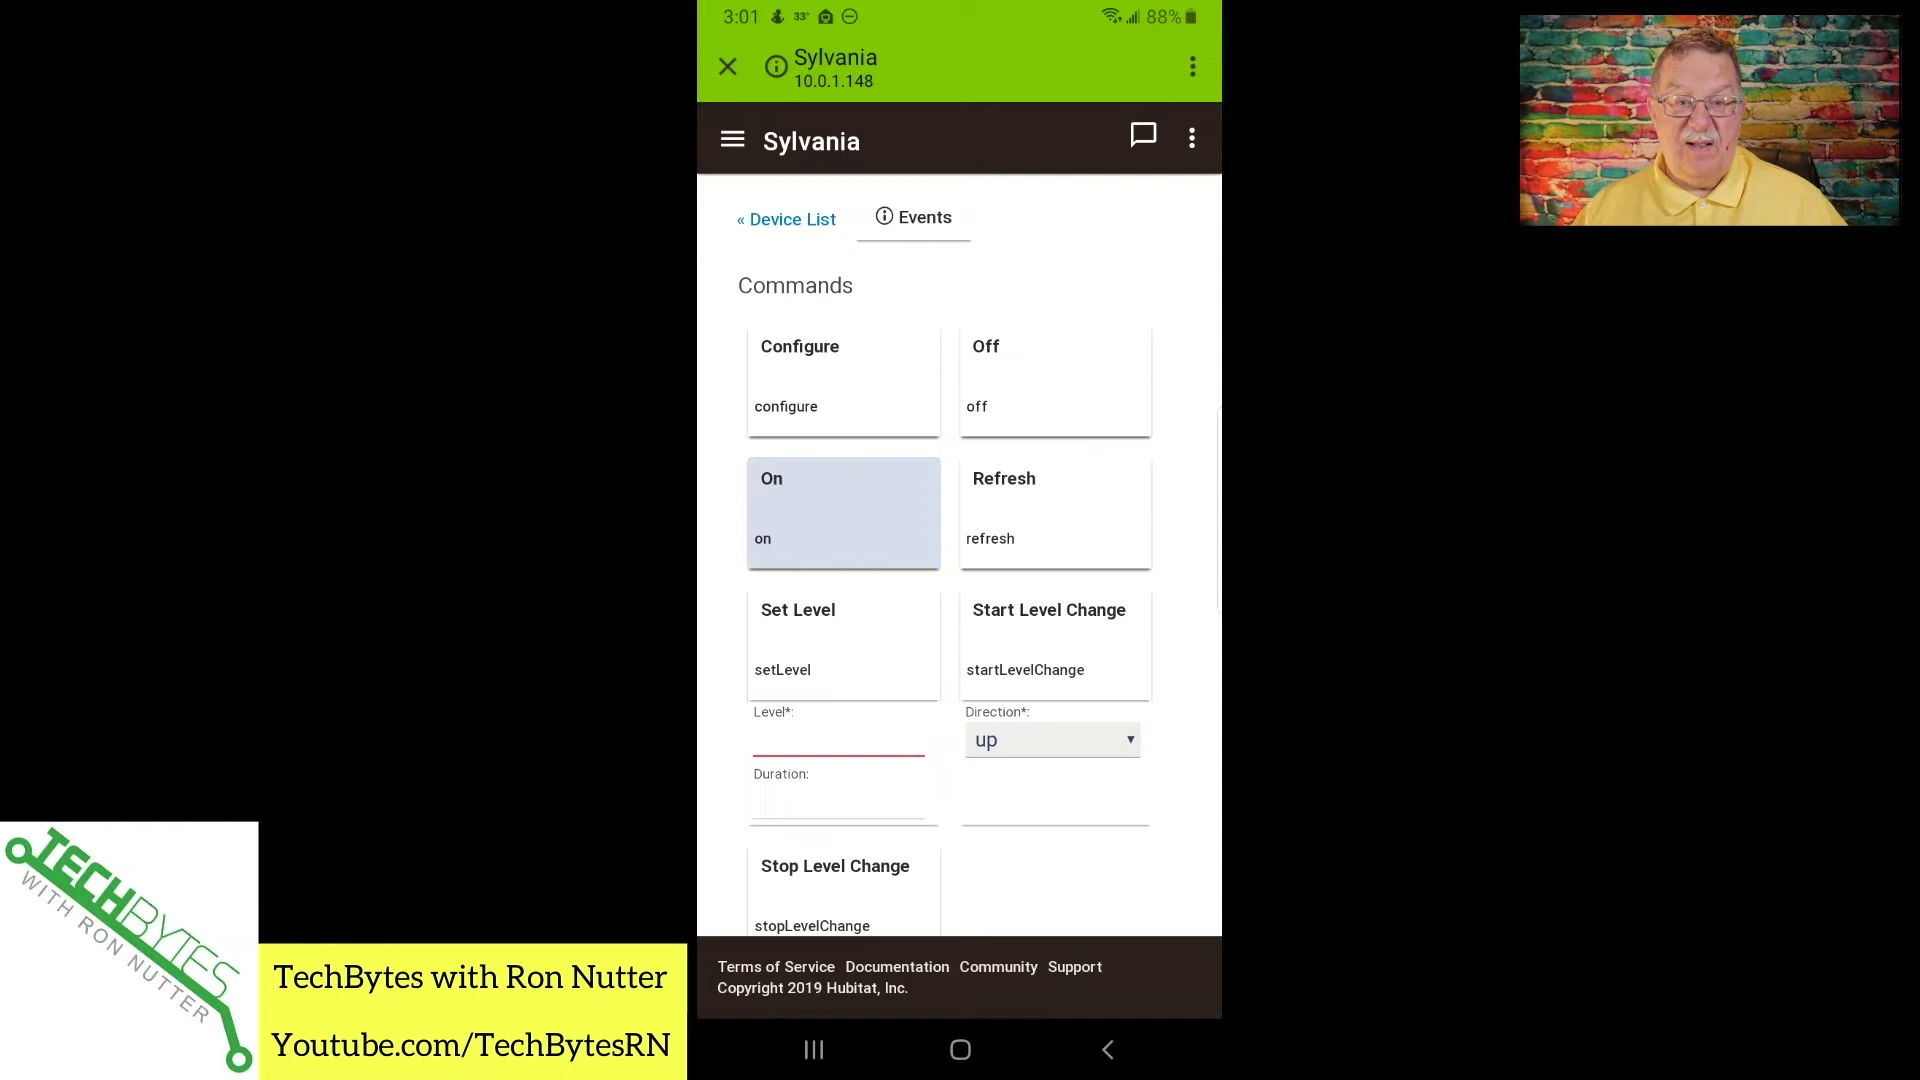 3:01 33° 88%
Sylvania
10.0.1.148
Sylvania
« Device List Events
Commands
Configure
configure
Off
off
On
on
Refresh
refresh
Set Level
setLevel
Start Level Change
startLevelChange
Level*:
Direction*:
up
Duration:
Stop Level Change
stopLevelChange
Terms of Service Documentation Community Support
Copyright 2019 Hubitat, Inc.
TECHBYTES
WITH RON NUTTER
TechBytes with Ron Nutter
Youtube.com/TechBytesRN